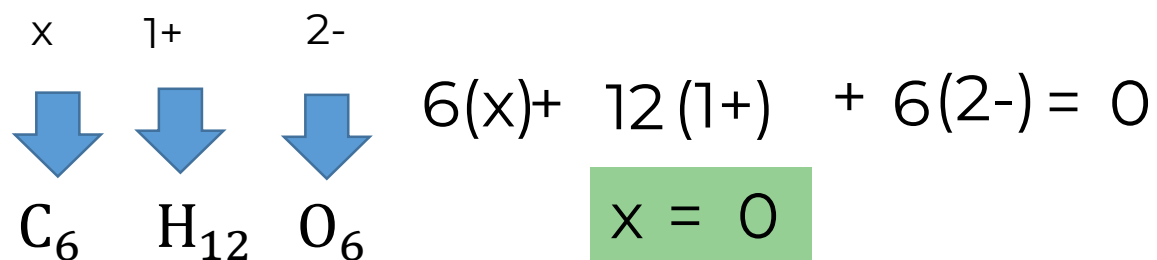 x 1+ 2-
6(x)+ 12 (1+) + 6(2-) = 0
C₆ H₁₂ O₆
x = 0